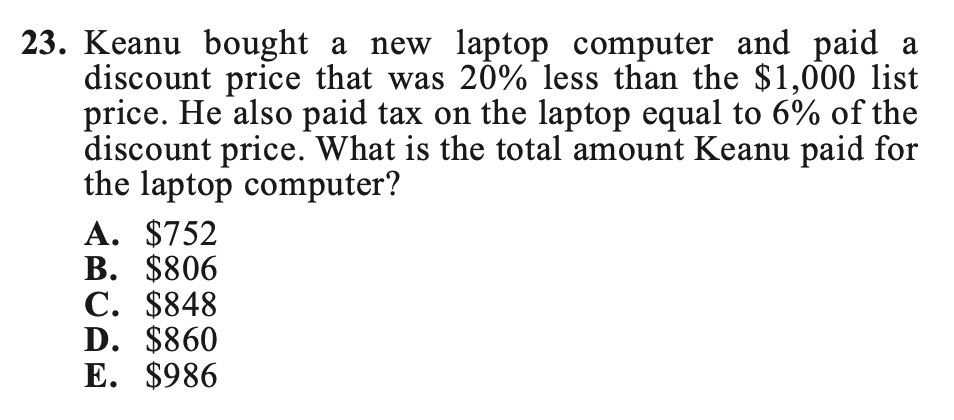 23. Keanu bought a new laptop computer and paid a
discount price that was 20% less than the $1,000 list
price. He also paid tax on the laptop equal to 6% of the
discount price. What is the total amount Keanu paid for
the laptop computer?
A. $752
B. $806
C. $848
D. $860
E. $986